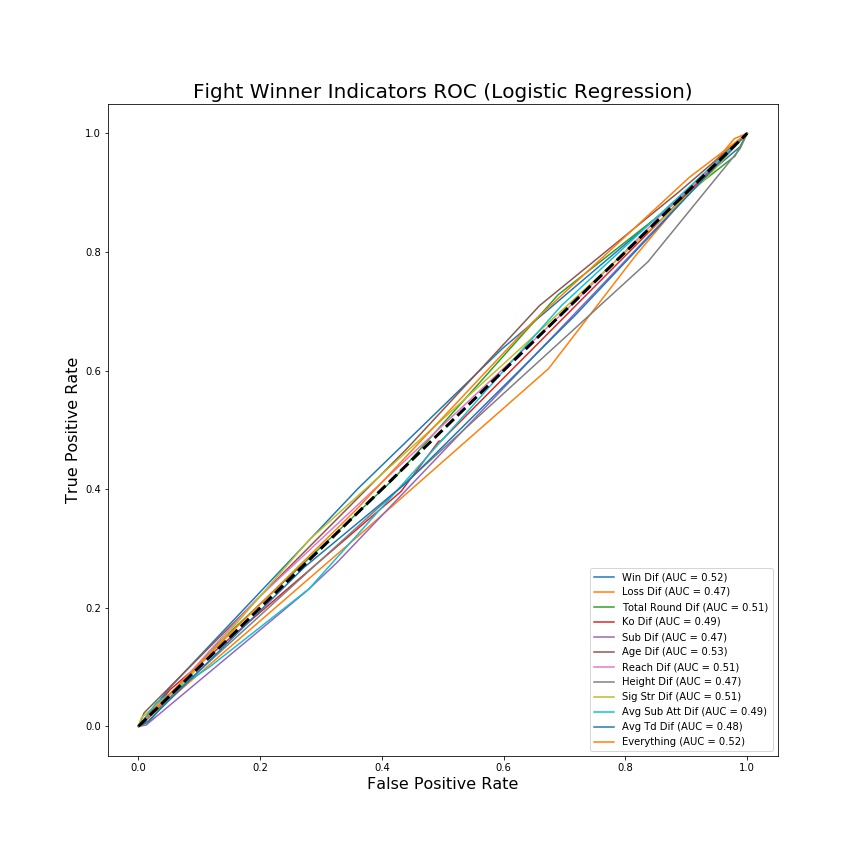 Fight Winner Indicators ROC (Logistic Regression)
True Positive Rate
1.0
0.8
0.6
0.4
0.2
0.0
Win Dif (AUC = 0.52)
Loss Dif (AUC = 0.47)
Total Round Dif (AUC = 0.51)
Ko Dif (AUC = 0.49)
Sub Dif (AUC = 0.47)
Age Dif (AUC = 0.53)
Reach Dif (AUC = 0.51)
Height Dif (AUC = 0.47)
Sig Str Dif (AUC = 0.51)
Avg Sub Att Dif (AUC = 0.49)
Avg Td Dif (AUC = 0.48)
Everything (AUC = 0.52)
0.0 0.2 0.4 0.6 0.8 1.0
False Positive Rate